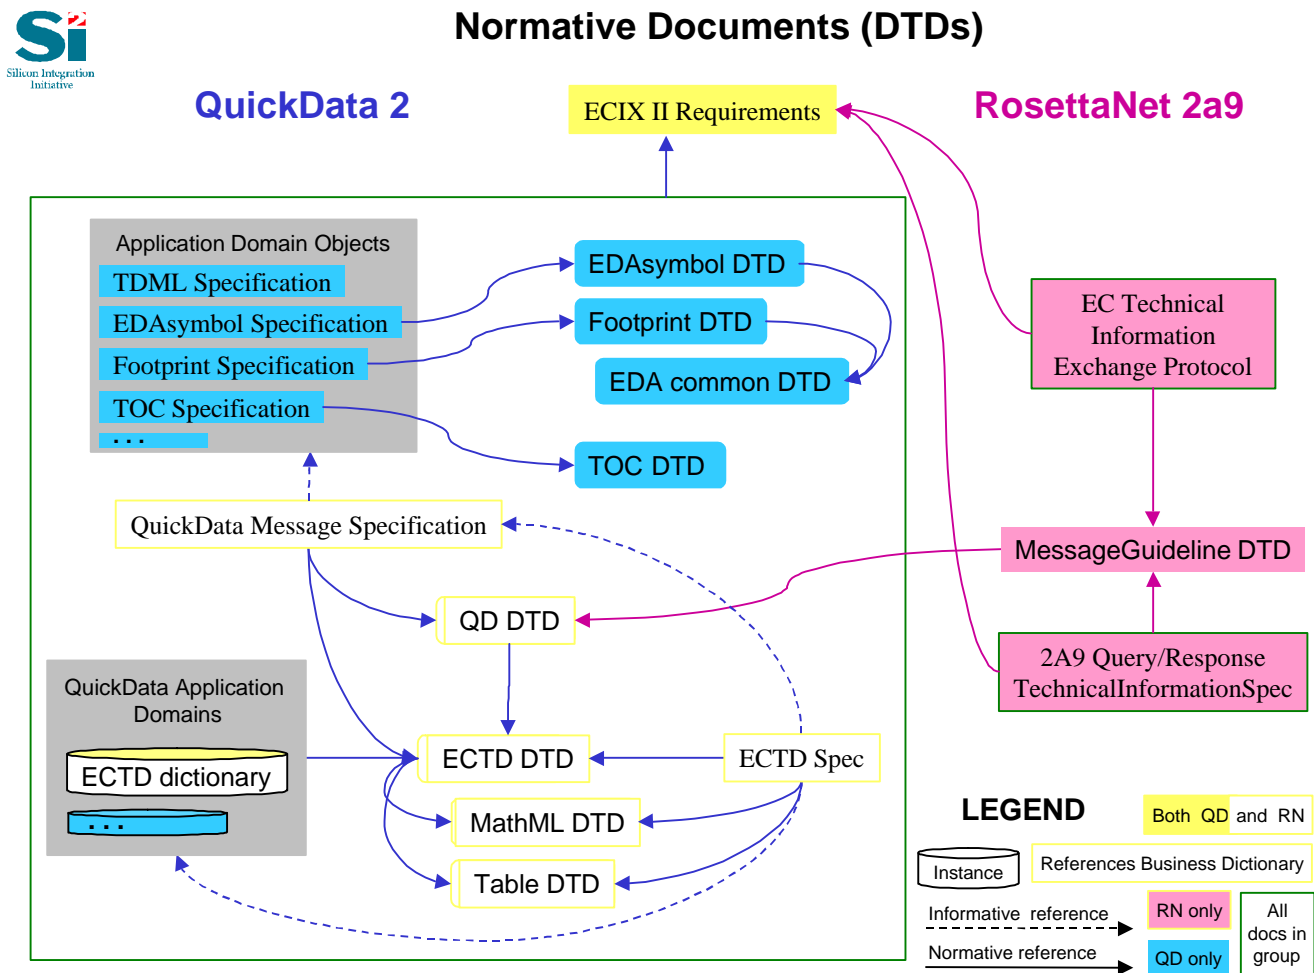 Normative Documents (DTDs)
Si2
Silicon Integration
Initiative
QuickData 2
ECIX II Requirements
RosettaNet 2a9
Application Domain Objects
TDML Specification
EDAsymbol Specification
Footprint Specification
TOC Specification
. . .
EDAsymbol DTD
Footprint DTD
EDA common DTD
TOC DTD
EC Technical
Information
Exchange Protocol
QuickData Message Specification
MessageGuideline DTD
QD DTD
2A9 Query/Response
TechnicalInformationSpec
QuickData Application
Domains
ECTD dictionary
. . .
ECTD DTD
ECTD Spec
MathML DTD
Table DTD
LEGEND
Both QD and RN
Instance
References Business Dictionary
Informative reference
Normative reference
RN only
QD only
All
docs in
group